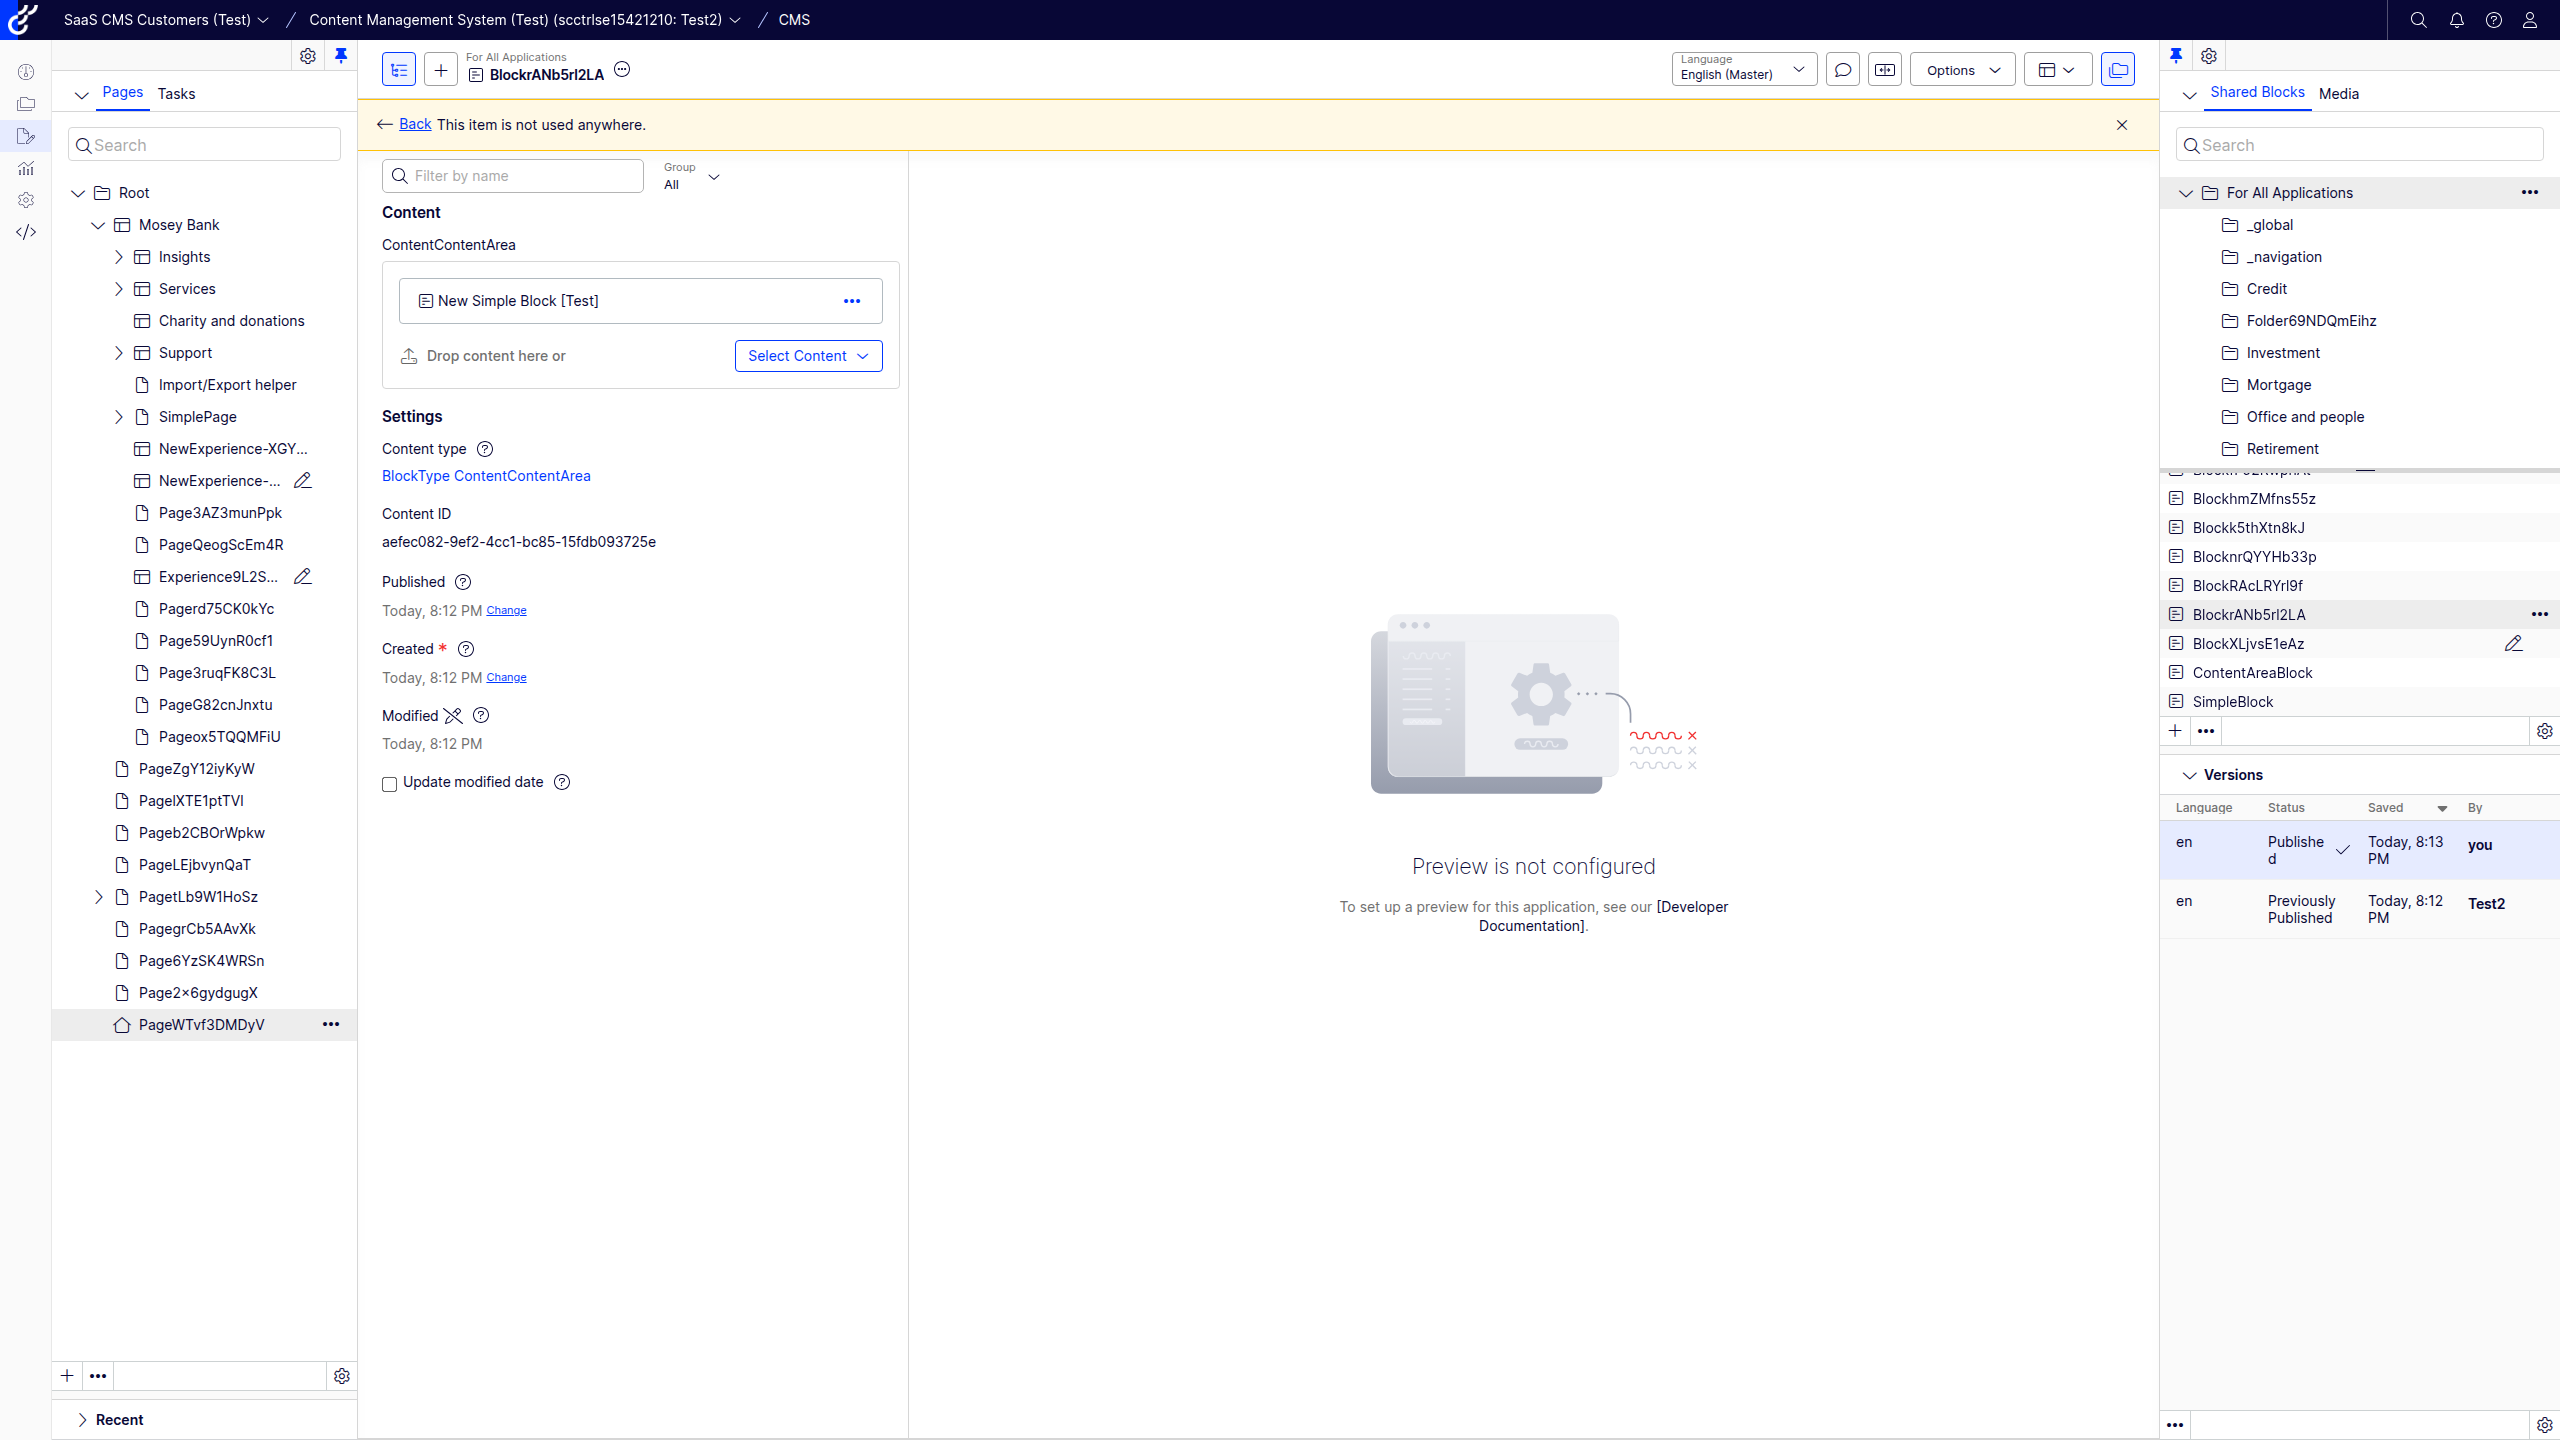 SaaS CMS Customers (Test)
Content Management System (Test) (scctrlse15421210: Test2)
CMS
Pages
Tasks
Search
Root
Mosey Bank
Insights
Services
Charity and donations
Support
Import/Export helper
SimplePage
NewExperience-XGY...
NewExperience-...
Page3AZ3munPpk
PageQeogScEm4R
Experience9L2S...
Pagerd75CK0kYc
Page59UynR0cf1
Page3ruqFK8C3L
PageG82cnJnxtu
Pageox5TQQMFiU
PageZgY12iyKyW
PagelXTE1ptTVl
Pageb2CBOrWpkw
PageLEjbvynQaT
PagetLb9W1HoSz
PagegrCb5AAvXk
Page6YzSK4WRSn
Page2x6gydgugX
PageWTvf3DMDyV
Recent
For All Applications
BlockrANb5rl2LA
Language
English (Master)
Options
Back This item is not used anywhere.
Filter by name
Group
All
Content
ContentContentArea
New Simple Block [Test]
Drop content here or
Select Content
Settings
Content type
BlockType ContentContentArea
Content ID
aefec082-9ef2-4cc1-bc85-15fdb093725e
Published
Today, 8:12 PM Change
Created *
Today, 8:12 PM Change
Modified
Today, 8:12 PM
Update modified date
Preview is not configured
To set up a preview for this application, see our [Developer
Documentation].
Shared Blocks
Media
Search
For All Applications
_global
_navigation
Credit
Folder69NDQmEihz
Investment
Mortgage
Office and people
Retirement
BlockhmZMfns55z
Blockk5thXtn8kJ
BlocknrQYYHb33p
BlockRAcLRYrl9f
BlockrANb5rl2LA
BlockXLjvsE1eAz
ContentAreaBlock
SimpleBlock
Versions
Language Status Saved By
en Publishe Today, 8:13 you
d PM
en Previously Today, 8:12 Test2
Published PM